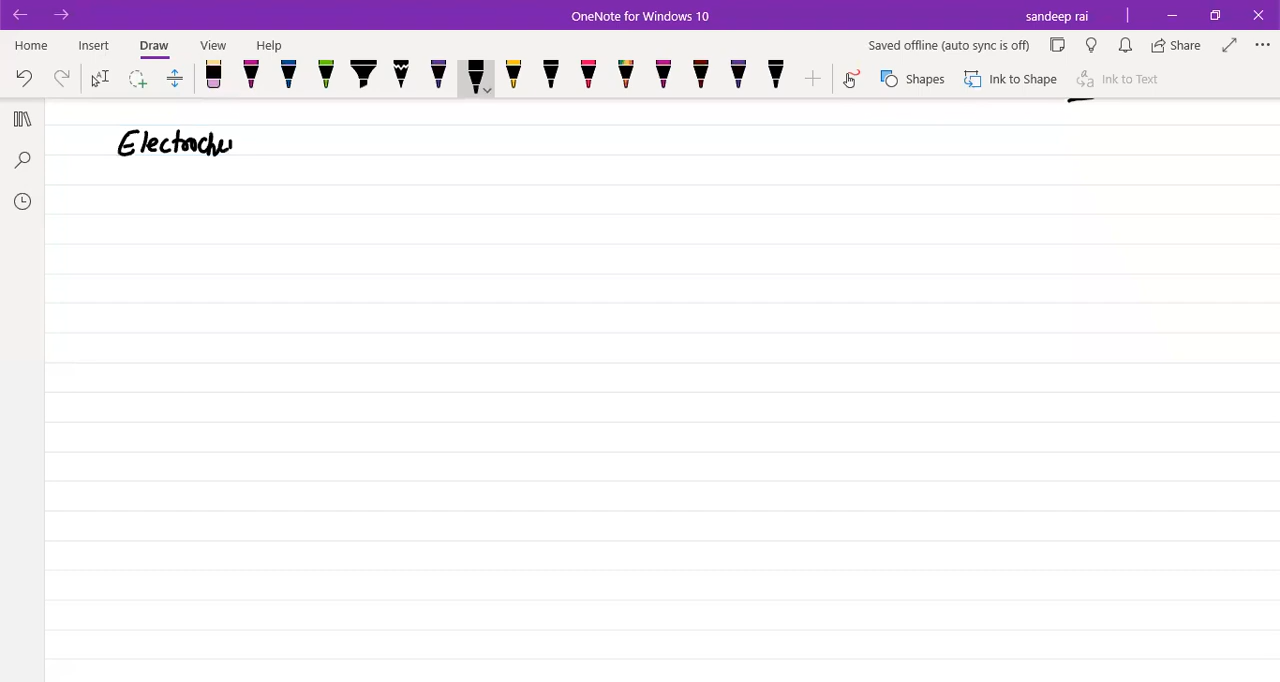 OneNote for Windows 10
sandeep rai
Home Insert Draw View Help
Saved offline (auto sync is off)
Share
Shapes
Ink to Shape
Ink to Text
Electroche